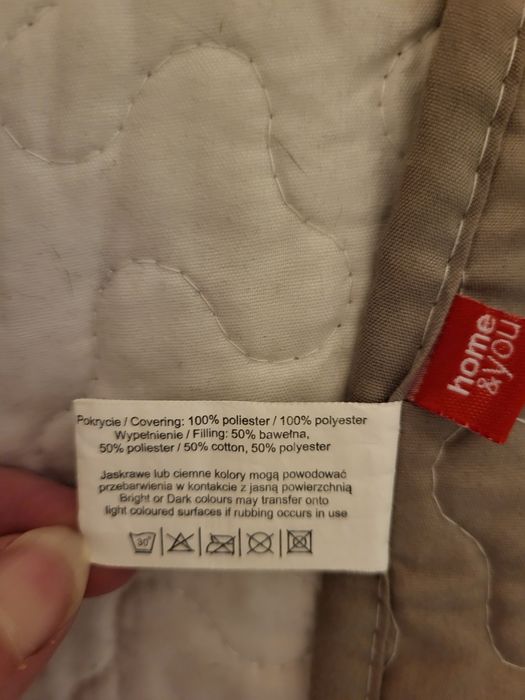 home
&you
Pokrycie / Covering: 100% poliester / 100% polyester
Wypełnienie / Filling: 50% bawełna,
50% poliester / 50% cotton, 50% polyester
Jaskrawe lub ciemne kolory mogą powodować
przebarwienia w kontakcie z jasną powierzchnią
Bright or Dark colours may transfer onto
light coloured surfaces if rubbing occurs in use
30°